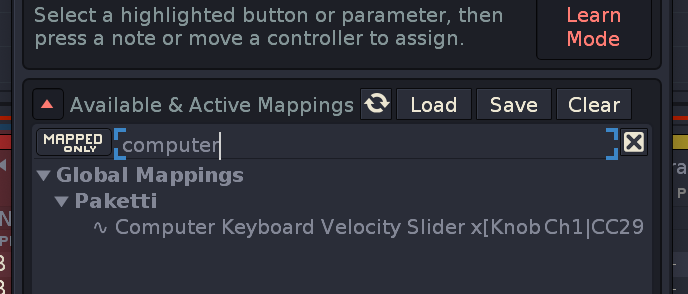 Select a highlighted button or parameter, then
press a note or move a controller to assign.
Learn
Mode
Available & Active Mappings
Load
Save
Clear
MAPPED
ONLY
computer
Global Mappings
Paketti
∿ Computer Keyboard Velocity Slider x[Knob Ch1|CC29